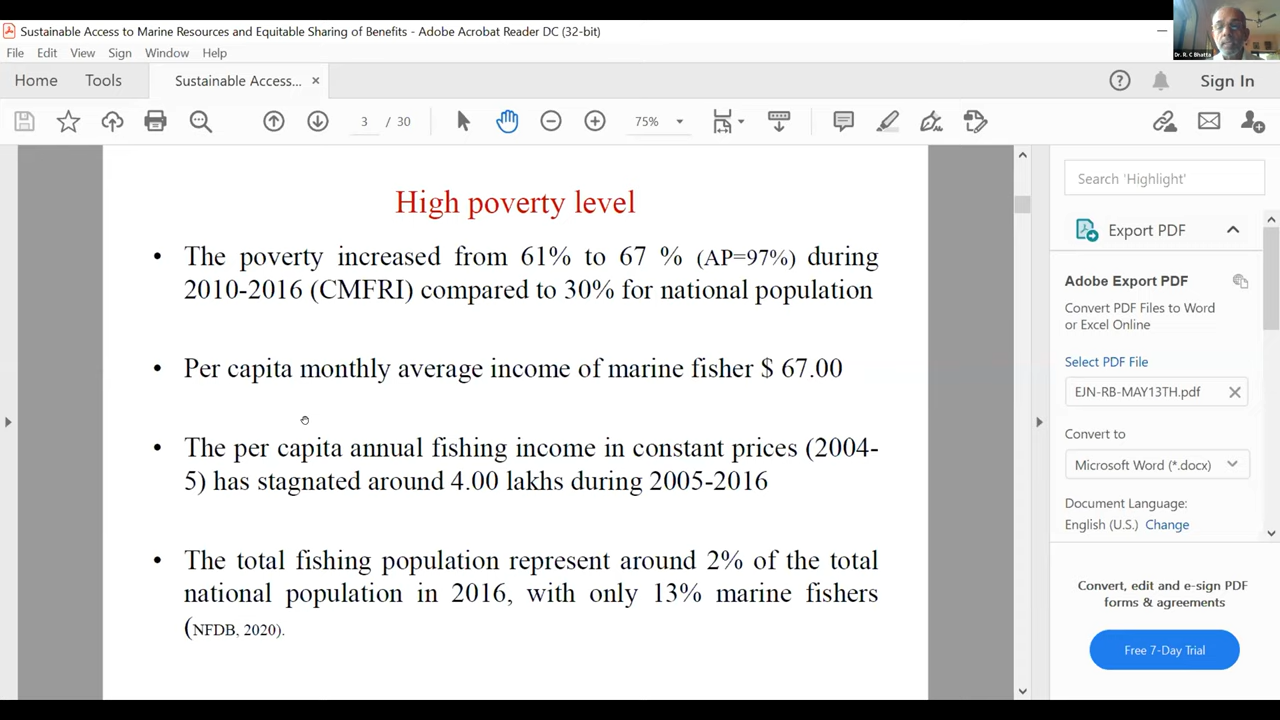 Sustainable Access to Marine Resources and Equitable Sharing of Benefits - Adobe Acrobat Reader DC (32-bit)
File Edit View Sign Window Help
Dr. R. C Bhatta
Home Tools Sustainable Access... × Sign In
3 / 30 75%
High poverty level
• The poverty increased from 61% to 67 % (AP=97%) during
2010-2016 (CMFRI) compared to 30% for national population
• Per capita monthly average income of marine fisher $ 67.00
• The per capita annual fishing income in constant prices (2004-
5) has stagnated around 4.00 lakhs during 2005-2016
• The total fishing population represent around 2% of the total
national population in 2016, with only 13% marine fishers
(NFDB, 2020).
Search 'Highlight'
Export PDF
Adobe Export PDF
Convert PDF Files to Word
or Excel Online
Select PDF File
EJN-RB-MAY13TH.pdf
Convert to
Microsoft Word (*.docx)
Document Language:
English (U.S.) Change
Convert, edit and e-sign PDF
forms & agreements
Free 7-Day Trial